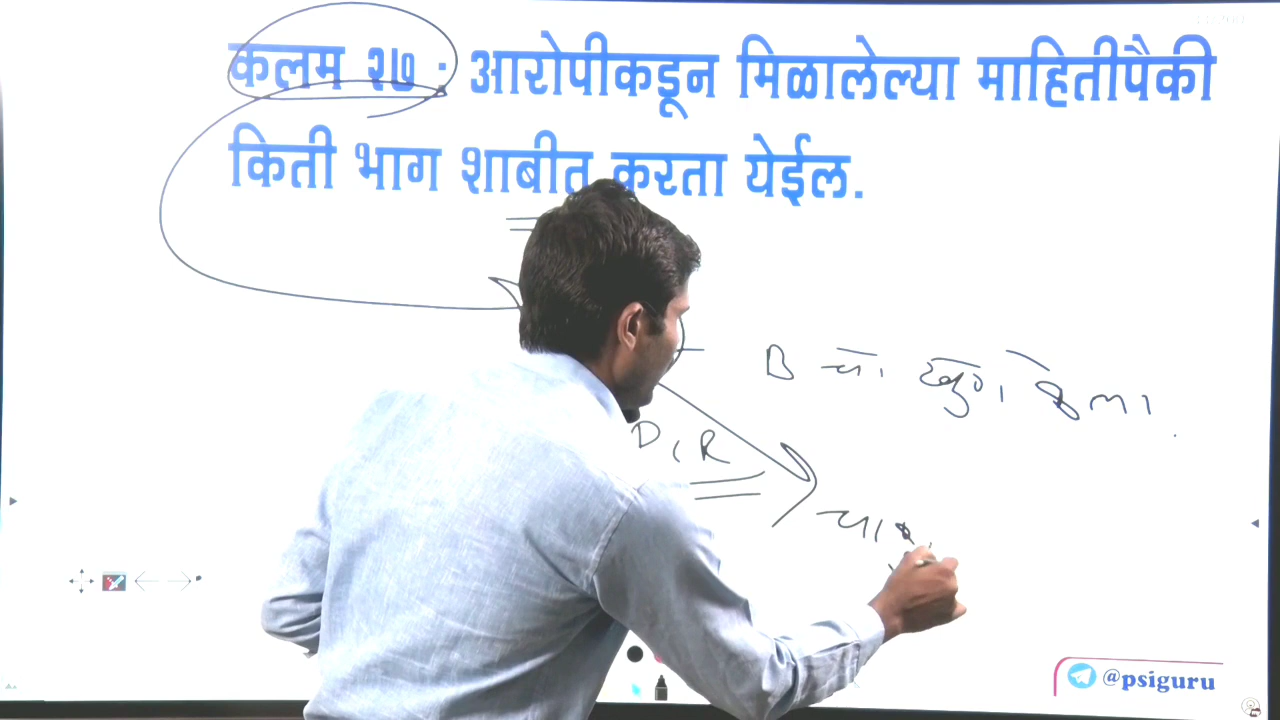 कलम २७ : आरोपीकडून मिळालेल्या माहितीपैकी
किती भाग शाबीत करता येईल.
B चा खुन केला
D, R
@psiguru